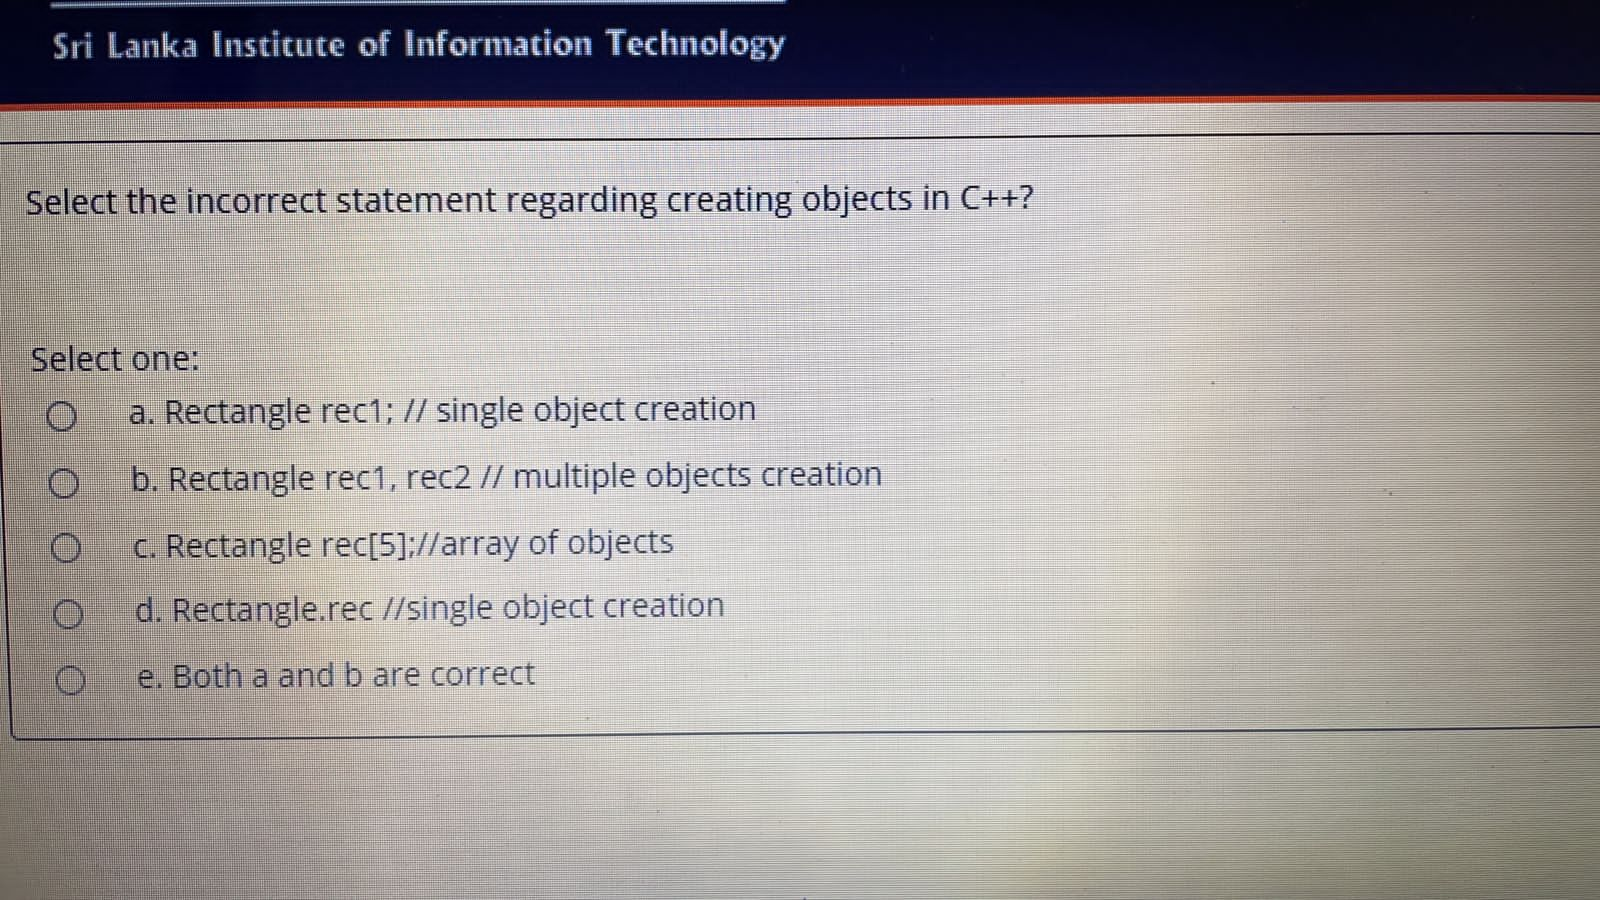 Sri Lanka Institute of Information Technology
Select the incorrect statement regarding creating objects in C++?
Select one:
a. Rectangle rec1; // single object creation
b. Rectangle rec1, rec2 // multiple objects creation
c. Rectangle rec[5];//array of objects
d. Rectangle.rec //single object creation
e. Both a and b are correct